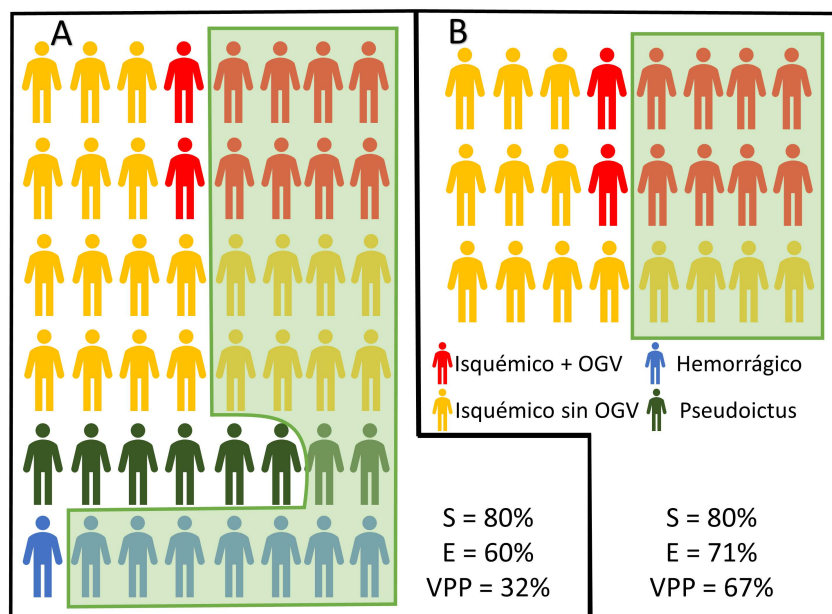 A
B
Isquémico + OGV
Hemorrágico
Isquémico sin OGV
Pseudoictus
S = 80%
E = 60%
VPP = 32%
S = 80%
E = 71%
VPP = 67%